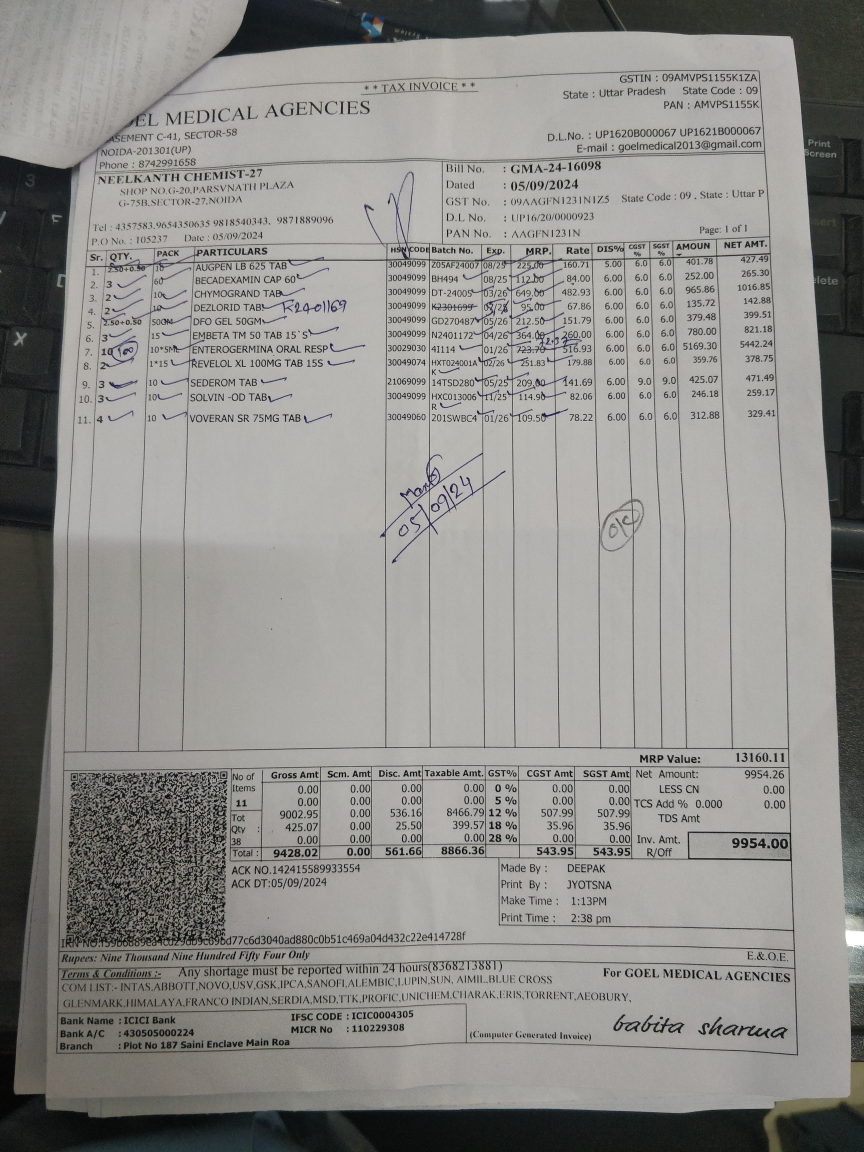 * * TAX INVOICE * *
GSTIN : 09AMVPS1155K1ZA
State : Uttar Pradesh State Code : 09
PAN : AMVPS1155K
EL MEDICAL AGENCIES
ASEMENT C-41, SECTOR-58
NOIDA-201301(UP)
Phone : 8742991658
D.L.No. : UP1620B000067 UP1621B000067
E-mail : goelmedical2013@gmail.com
NEELKANTH CHEMIST-27
SHOP NO.G-20,PARSVNATH PLAZA
G-75B,SECTOR-27,NOIDA
Tel : 4357583,9654350635 9818540343, 9871889096
P.O No. : 105237 Date : 05/09/2024
Bill No. : GMA-24-16098
Dated : 05/09/2024
GST No. : 09AAGFN1231N1Z5 State Code : 09 , State : Uttar P
D.L No. : UP16/20/0000923
PAN No. : AAGFN1231N
Page: 1 of 1
Sr. QTY. PACK PARTICULARS HSN CODE Batch No. Exp. MRP. Rate DIS% CGST % SGST % AMOUN NET AMT.
1. 2.50+0.50 10 AUGPEN LB 625 TAB 30049099 Z05AF24007 08/25 225.00 160.71 5.00 6.0 6.0 401.78 427.49
2. 3 60 BECADEXAMIN CAP 60 30049099 BH494 08/25 112.00 84.00 6.00 6.0 6.0 252.00 265.30
3. 2 10 CHYMOGRAND TAB 30049099 DT-24005 03/26 649.00 482.93 6.00 6.0 6.0 965.86 1016.85
4. 2 10 DEZLORID TAB K2401169 30049099 K2301699 95.00 67.86 6.00 6.0 6.0 135.72 142.88
5. 2.50+0.50 50GM DFO GEL 50GM 30049099 GD270487 05/26 212.50 151.79 6.00 6.0 6.0 379.48 399.51
6. 3 15 EMBETA TM 50 TAB 15`S 30049099 N2401172 04/26 364.00 260.00 6.00 6.0 6.0 780.00 821.18
7. 10 100 10*5ML ENTEROGERMINA ORAL RESP 30029030 4I114 01/26 723.70 516.93 6.00 6.0 6.0 5169.30 5442.24
8. 2 1*15 REVELOL XL 100MG TAB 15S 30049074 HXT024001A 02/26 251.83 179.88 6.00 6.0 6.0 359.76 378.75
K
9. 3 10 SEDEROM TAB 21069099 14TSD280 05/25 209.00 141.69 6.00 9.0 9.0 425.07 471.49
10. 3 10 SOLVIN -OD TAB 30049099 HXC013006 11/25 114.90 82.06 6.00 6.0 6.0 246.18 259.17
R
11. 4 10 VOVERAN SR 75MG TAB 30049060 201SWBC4 01/26 109.50 78.22 6.00 6.0 6.0 312.88 329.41
05/09/24
OK
MRP Value: 13160.11
No of Items 11 Tot Qty : 38
Gross Amt Scm. Amt Disc. Amt Taxable Amt. GST% CGST Amt SGST Amt
0.00 0.00 0.00 0.00 0 % 0.00 0.00
0.00 0.00 0.00 0.00 5 % 0.00 0.00
9002.95 0.00 536.16 8466.79 12 % 507.99 507.99
425.07 0.00 25.50 399.57 18 % 35.96 35.96
0.00 0.00 0.00 0.00 28 % 0.00 0.00
Total : 9428.02 0.00 561.66 8866.36 543.95 543.95
Net Amount: 9954.26
LESS CN 0.00
TCS Add % 0.000 0.00
TDS Amt
Inv. Amt. 9954.00
R/Off
ACK NO.142415589933554
ACK DT:05/09/2024
Made By : DEEPAK
Print By : JYOTSNA
Make Time : 1:13PM
Print Time : 2:38 pm
Rupees: Nine Thousand Nine Hundred Fifty Four Only
E.&.O.E.
Terms & Conditions :- Any shortage must be reported within 24 hours(8368213881)
COM LIST:- INTAS,ABBOTT,NOVO,USV,GSK,IPCA,SANOFI,ALEMBIC,LUPIN,SUN, AIMIL,BLUE CROSS
GLENMARK,HIMALAYA,FRANCO INDIAN,SERDIA,MSD,TTK,PROFIC,UNICHEM,CHARAK,ERIS,TORRENT,AEOBURY,
For GOEL MEDICAL AGENCIES
Bank Name : ICICI Bank IFSC CODE : ICIC0004305
Bank A/C : 430505000224 MICR No : 110229308
Branch : Plot No 187 Saini Enclave Main Roa
(Computer Generated Invoice)
babita sharma
Print
Screen
elete
X
3